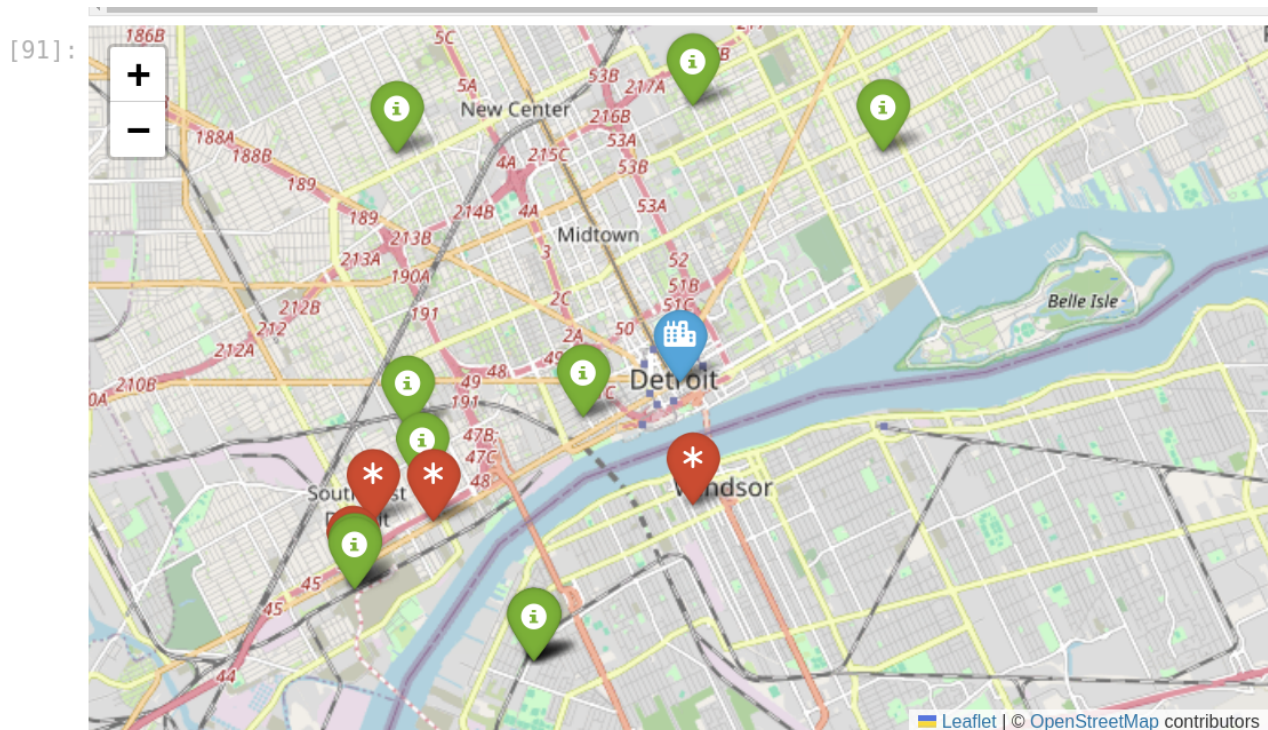 [91]:
+
−
186B
5C
5A
New Center
53B
217A
216B
53A
53B
188A
188B
189
189
4A
215C
4A
214B
53A
213B
213A
190A
Midtown
3
52
51B
51C
212B
212
212A
191
2C
2A
50
48
49
191
210B
Detroit
Belle Isle
47B;
47C
48
Windsor
45
45
44
Leaflet | © OpenStreetMap contributors